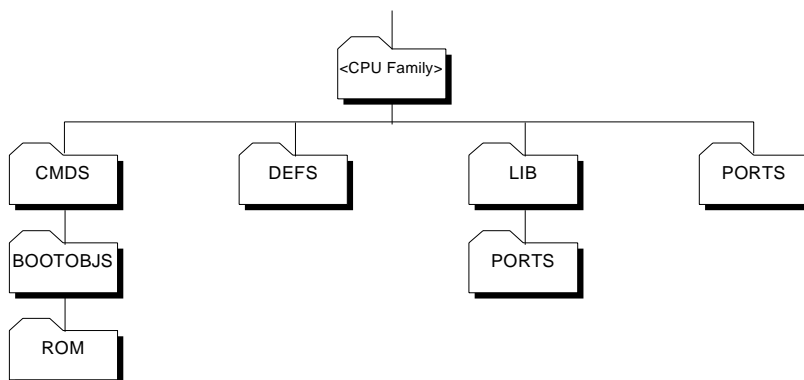 <CPU Family>
CMDS
DEFS
LIB
PORTS
BOOTOBJS
PORTS
ROM